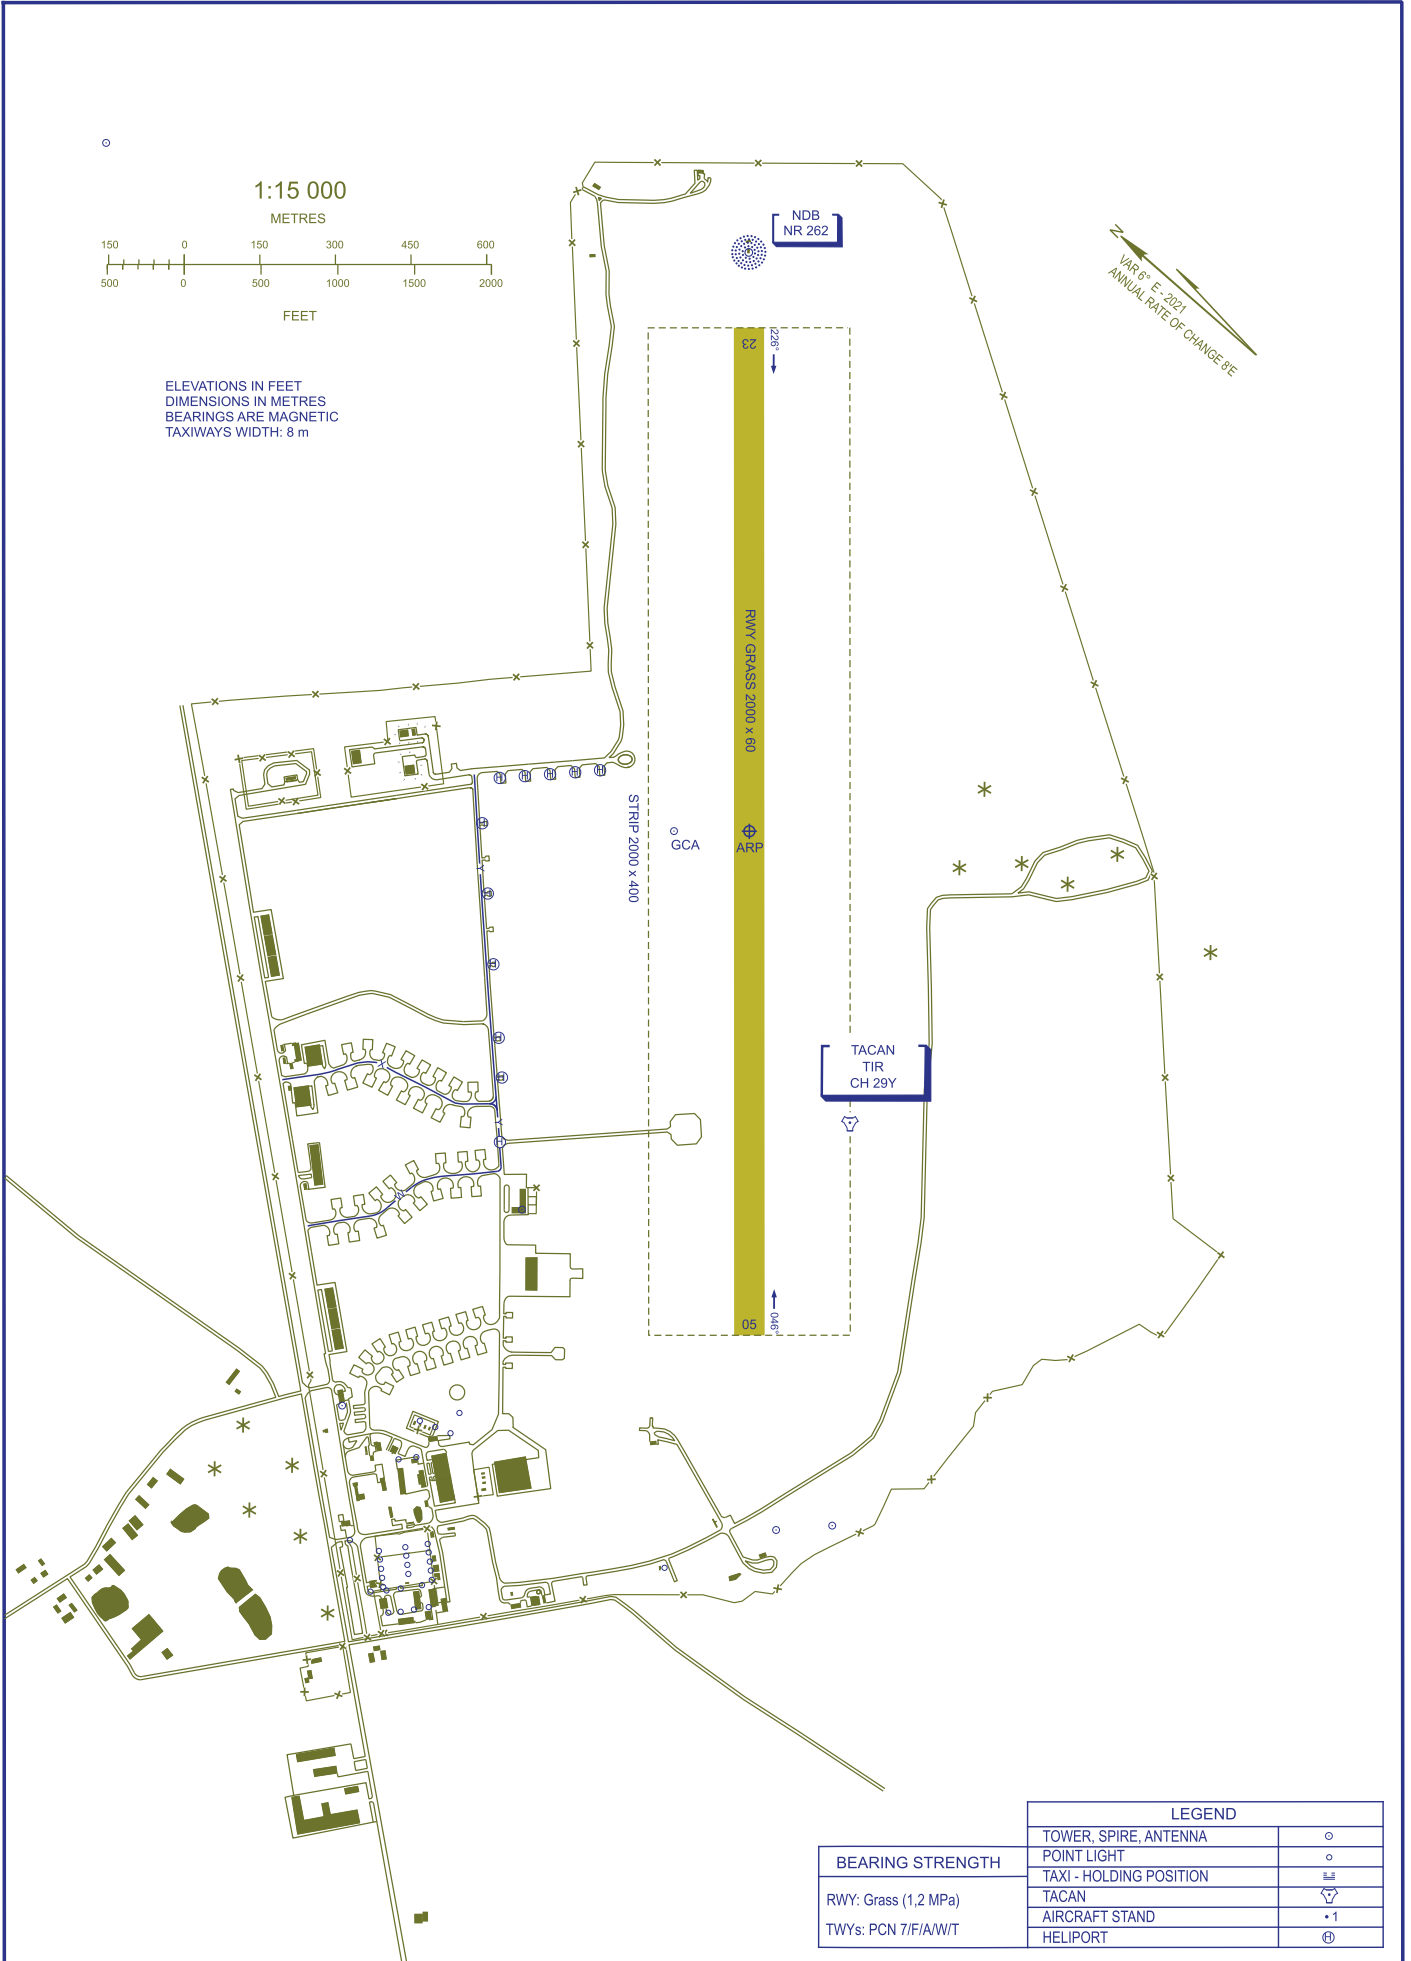 1:15 000
METRES
150 0 150 300 450 600
500 0 500 1000 1500 2000
FEET
ELEVATIONS IN FEET
DIMENSIONS IN METRES
BEARINGS ARE MAGNETIC
TAXIWAYS WIDTH: 8 m
NDB
NR 262
N
VAR 6° E - 2021
ANNUAL RATE OF CHANGE 8'E
23
226°
RWY GRASS 2000 x 60
STRIP 2000 x 400
GCA
ARP
H
H
H
H
H
H
Y
H
H
H
H
Y
H
W
TACAN
TIR
CH 29Y
05
046°
LEGEND
TOWER, SPIRE, ANTENNA
POINT LIGHT
TAXI - HOLDING POSITION
TACAN
AIRCRAFT STAND
1
HELIPORT
H
BEARING STRENGTH
RWY: Grass (1,2 MPa)
TWYs: PCN 7/F/A/W/T